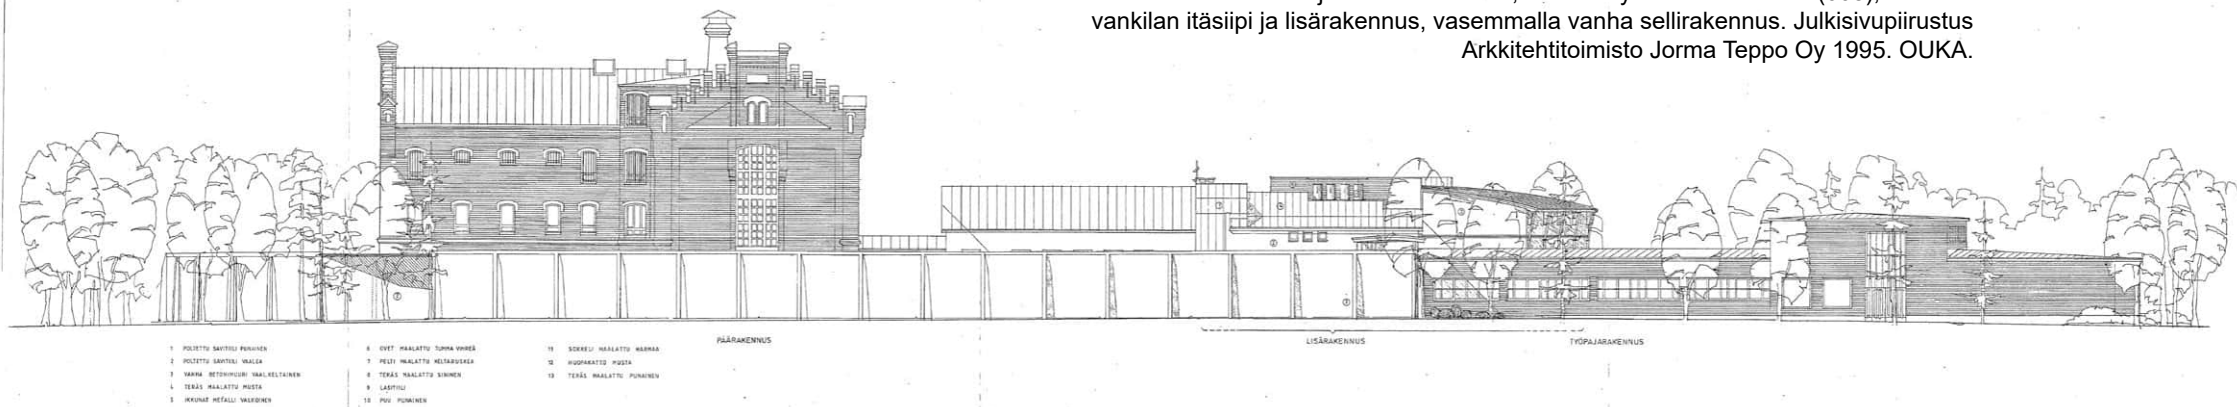 vankilan itäsiipi ja lisärakennus, vasemmalla vanha sellirakennus. Julkisivupiirustus
Arkkitehtitoimisto Jorma Teppo Oy 1995. OUKA.
PÄÄRAKENNUS
LISÄRAKENNUS
TYÖPAJARAKENNUS
1 POLTETTU SAVITIILI PUNAINEN
2 POLTETTU SAVITIILI VAALEA
3 VANHA BETONIMUURI VAAL.KELTAINEN
4 TERÄS MAALATTU MUSTA
5 IKKUNAT METALLI VALKOINEN
6 OVET MAALATTU TUMMA VIHREÄ
7 PELTI MAALATTU KELTARUSKEA
8 TERÄS MAALATTU SININEN
9 LASITIILI
10 PUU PUNAINEN
11 SOKKELI MAALATTU HARMAA
12 HUOPAKATTO MUSTA
13 TERÄS MAALATTU PUNAINEN